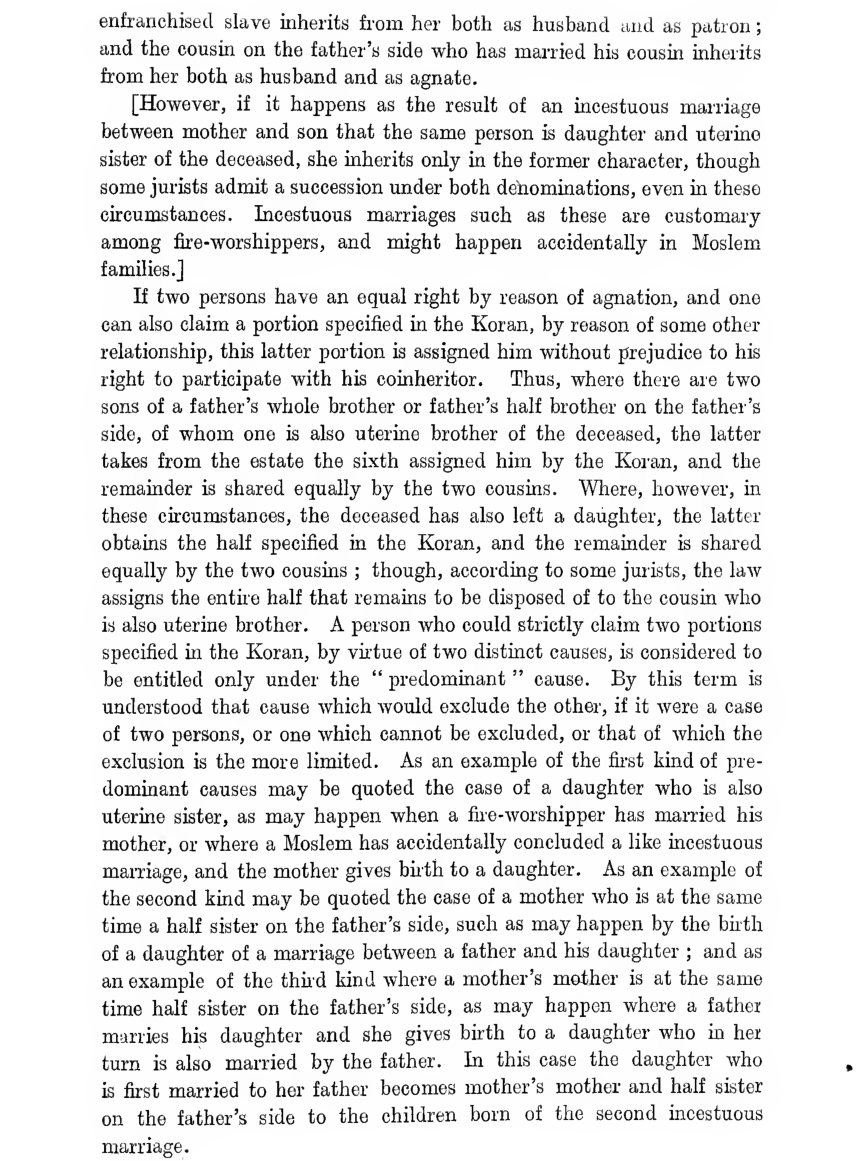 enfranchised slave inherits from her both as husband and as patron ;
and the cousin on the father's side who has married his cousin inherits
from her both as husband and as agnate.
[However, if it happens as the result of an incestuous marriage
between mother and son that the same person is daughter and uterine
sister of the deceased, she inherits only in the former character, though
some jurists admit a succession under both denominations, even in these
circumstances. Incestuous marriages such as these are customary
among fire-worshippers, and might happen accidentally in Moslem
families.]
If two persons have an equal right by reason of agnation, and one
can also claim a portion specified in the Koran, by reason of some other
relationship, this latter portion is assigned him without prejudice to his
right to participate with his coinheritor. Thus, where there are two
sons of a father's whole brother or father's half brother on the father's
side, of whom one is also uterine brother of the deceased, the latter
takes from the estate the sixth assigned him by the Koran, and the
remainder is shared equally by the two cousins. Where, however, in
these circumstances, the deceased has also left a daughter, the latter
obtains the half specified in the Koran, and the remainder is shared
equally by the two cousins ; though, according to some jurists, the law
assigns the entire half that remains to be disposed of to the cousin who
is also uterine brother. A person who could strictly claim two portions
specified in the Koran, by virtue of two distinct causes, is considered to
be entitled only under the " predominant " cause. By this term is
understood that cause which would exclude the other, if it were a case
of two persons, or one which cannot be excluded, or that of which the
exclusion is the more limited. As an example of the first kind of pre-
dominant causes may be quoted the case of a daughter who is also
uterine sister, as may happen when a fire-worshipper has married his
mother, or where a Moslem has accidentally concluded a like incestuous
marriage, and the mother gives birth to a daughter. As an example of
the second kind may be quoted the case of a mother who is at the same
time a half sister on the father's side, such as may happen by the birth
of a daughter of a marriage between a father and his daughter ; and as
an example of the third kind where a mother's mother is at the same
time half sister on the father's side, as may happen where a father
marries his daughter and she gives birth to a daughter who in her
turn is also married by the father. In this case the daughter who
is first married to her father becomes mother's mother and half sister
on the father's side to the children born of the second incestuous
marriage.